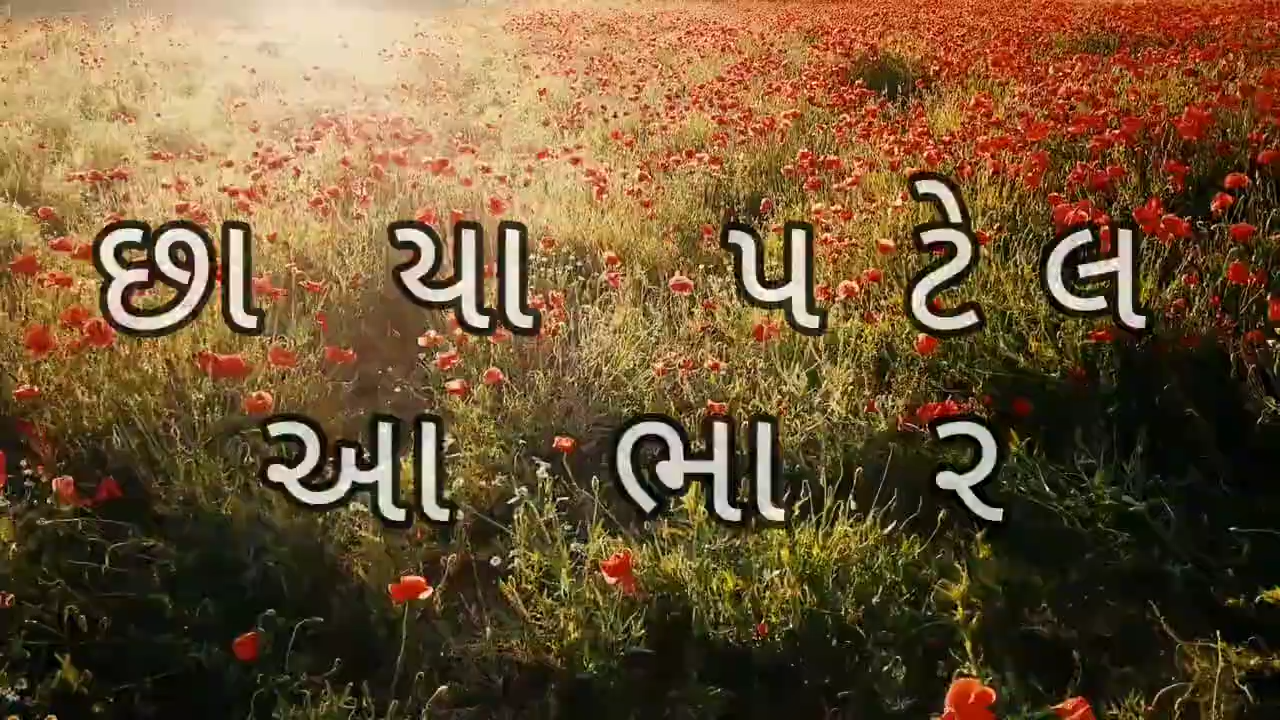 છા યા પ ટે લ
આ ભા ર